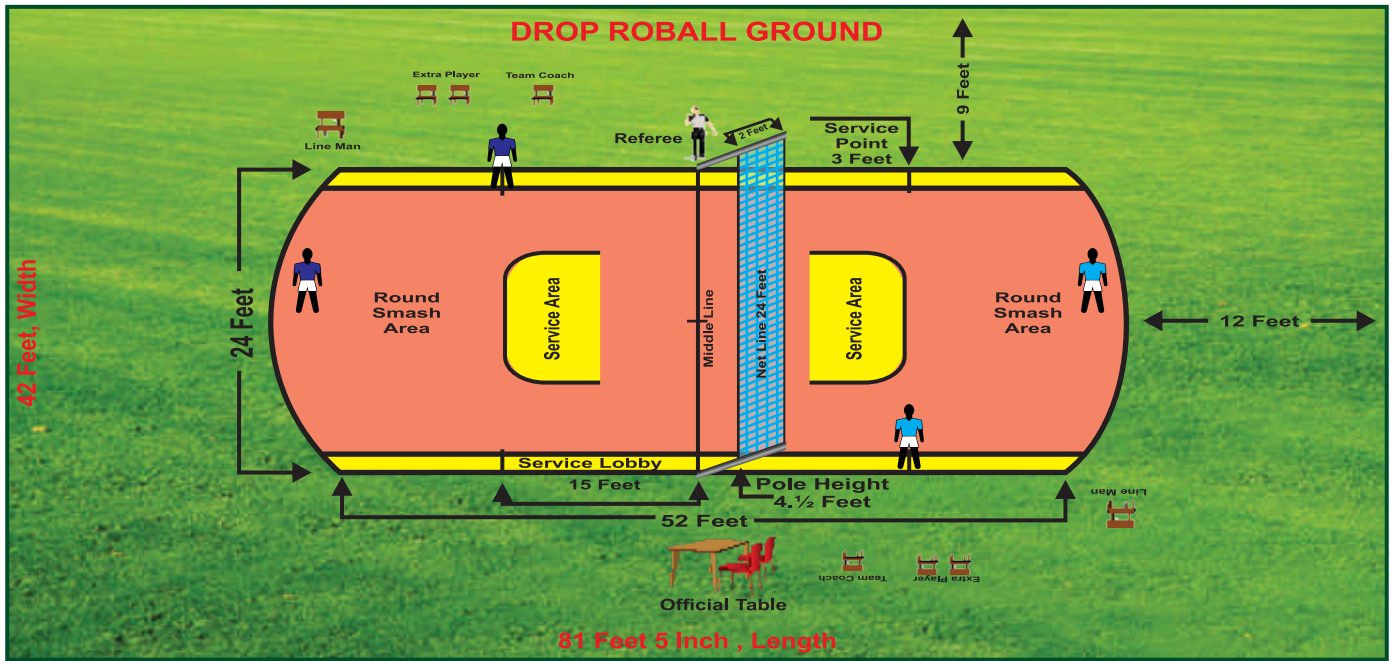 DROP ROBALL GROUND
9 Feet
Extra Player
Team Coach
Line Man
Referee
2 Feet
Service
Point
3 Feet
42 Feet, Width
24 Feet
Round
Smash
Area
Service Area
Middle Line
Net Line 24 Feet
Service Area
Round
Smash
Area
12 Feet
Service Lobby
15 Feet
Pole Height
4.½ Feet
52 Feet
Line Man
Team Coach
Extra Player
Official Table
81 Feet 5 Inch , Length